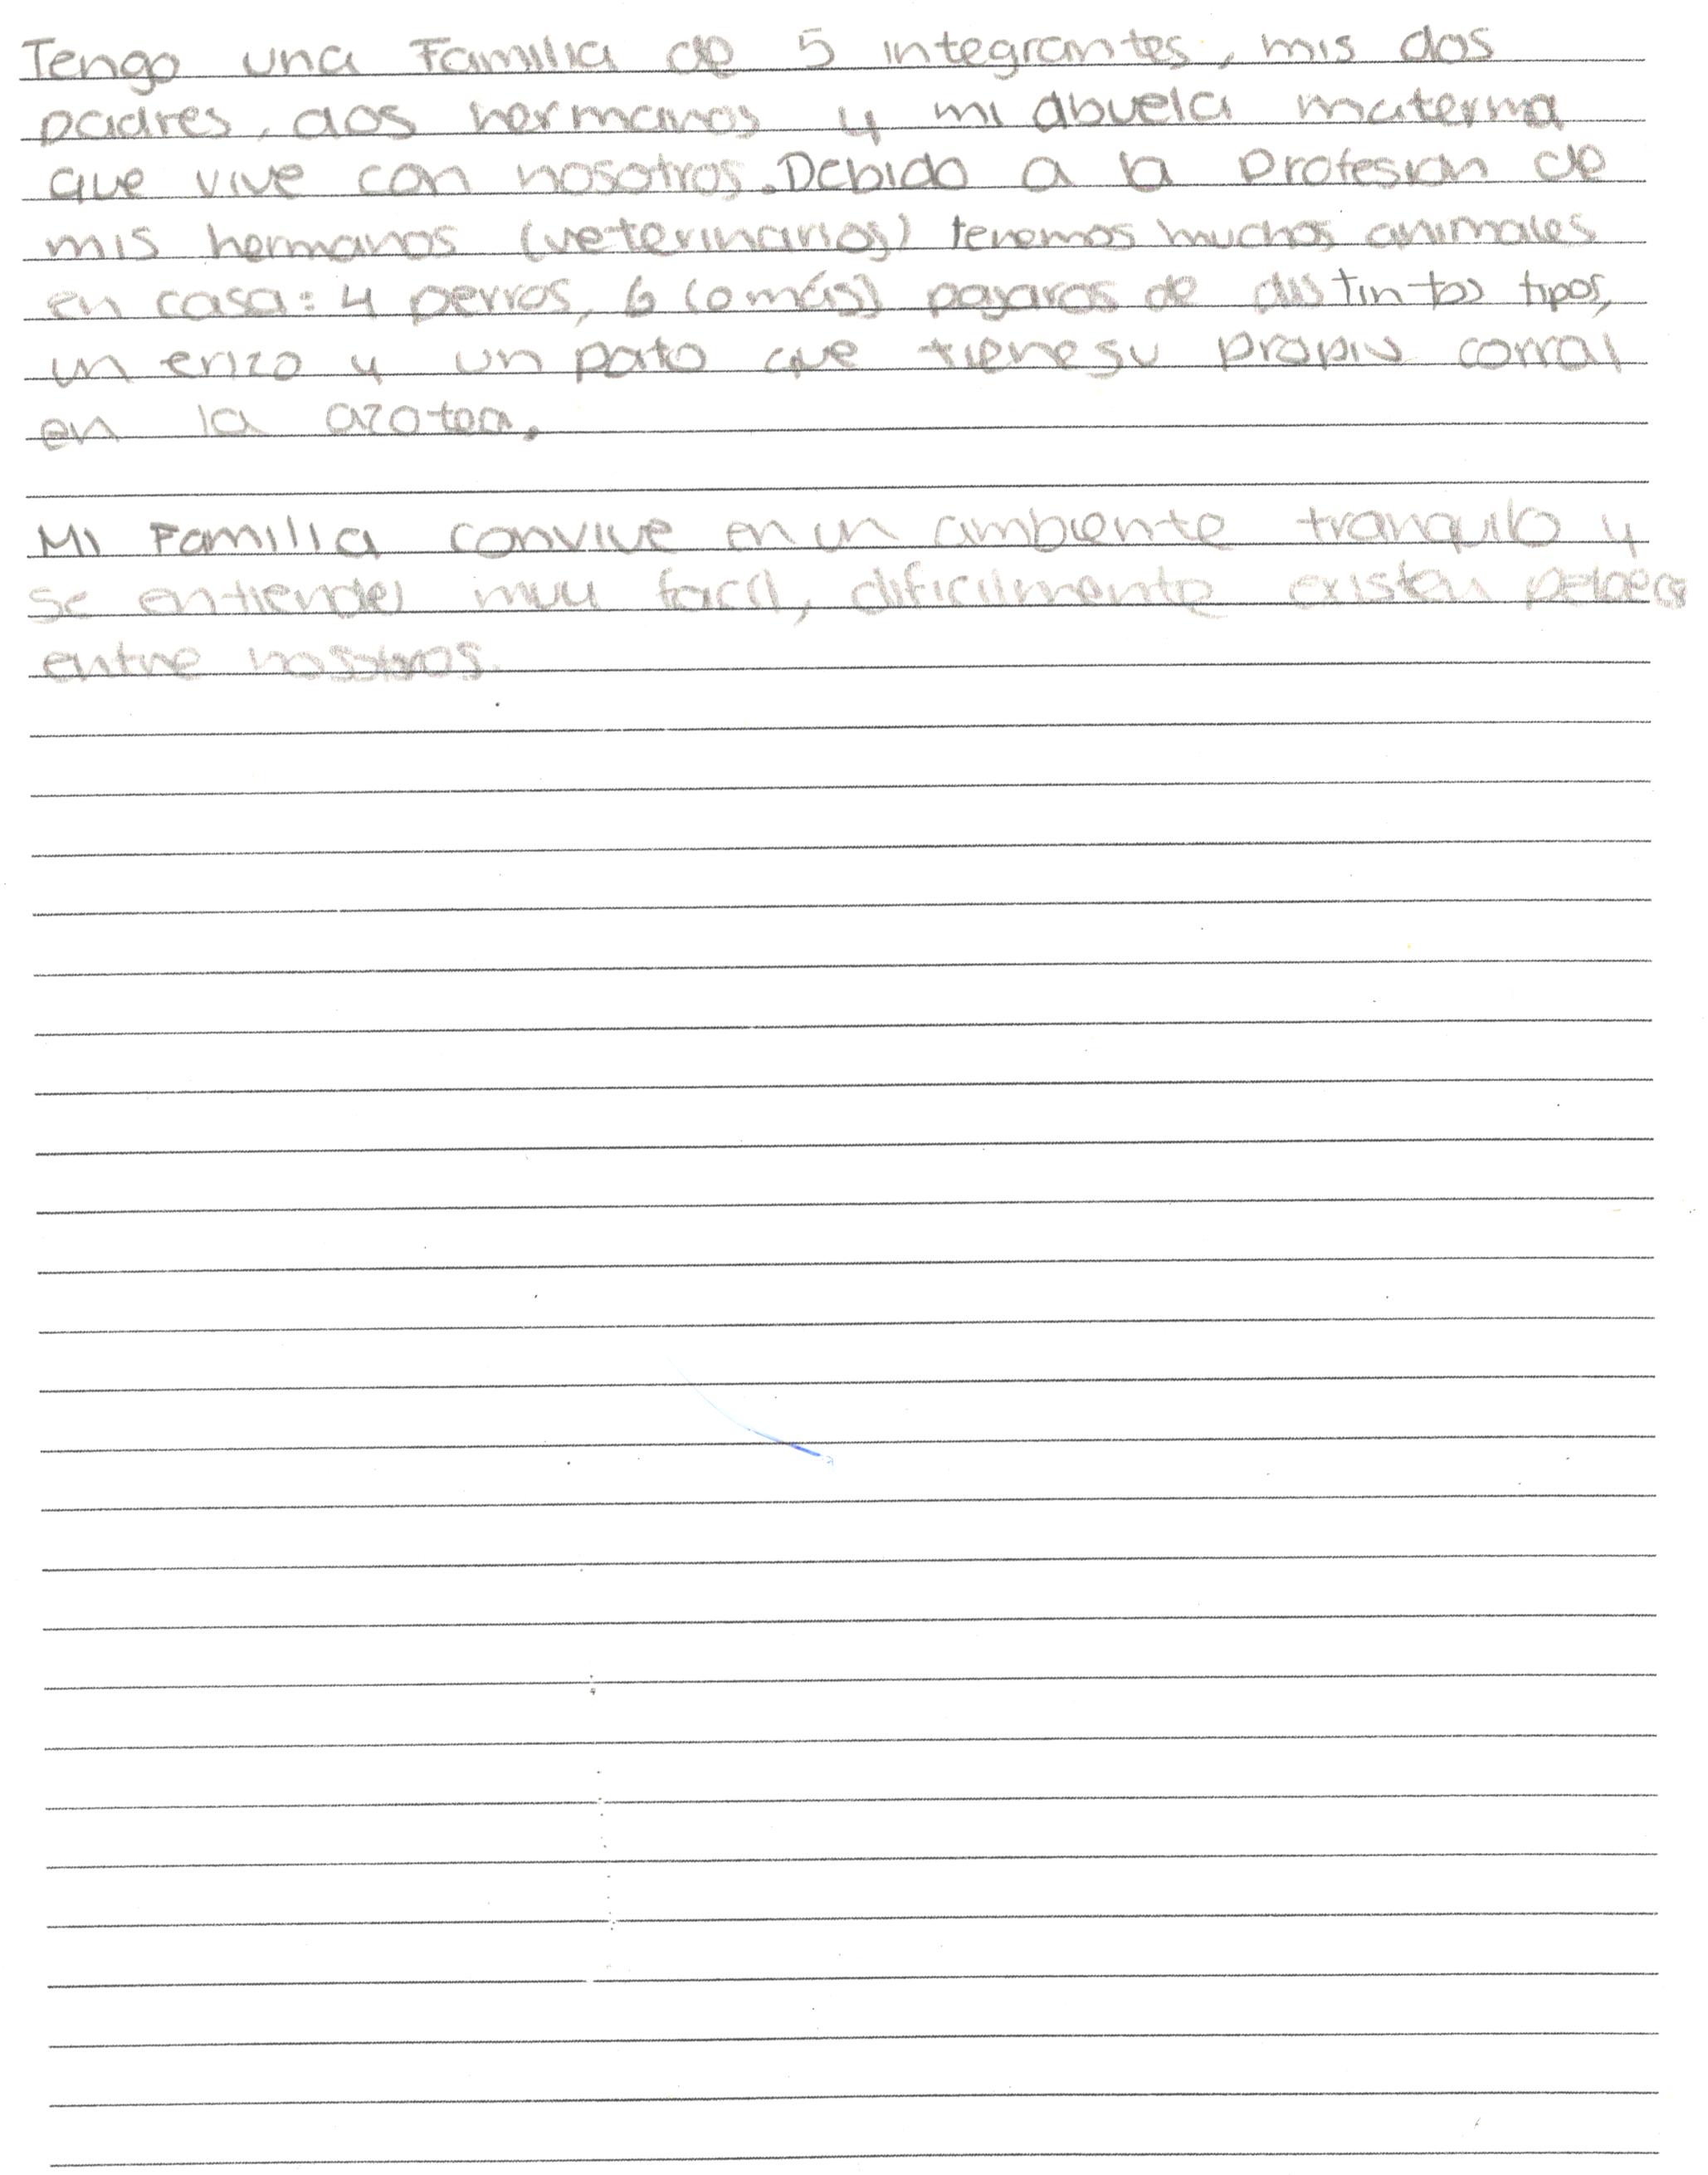 Tengo una Familia de 5 integrantes, mis dos
padres, dos hermanos y mi abuela materna
que vive con nosotros. Debido a la profesion de
mis hermanos (veterinarios) tenemos muchos animales
en casa: 4 perros, 6 (o más) pajaros de distintos tipos,
un erizo y un pato que tiene su propio corral
en la azotea.
Mi Familia convive en un ambiente tranquilo y
se entiende muy facil, dificilmente existen peleas
entre nosotros.